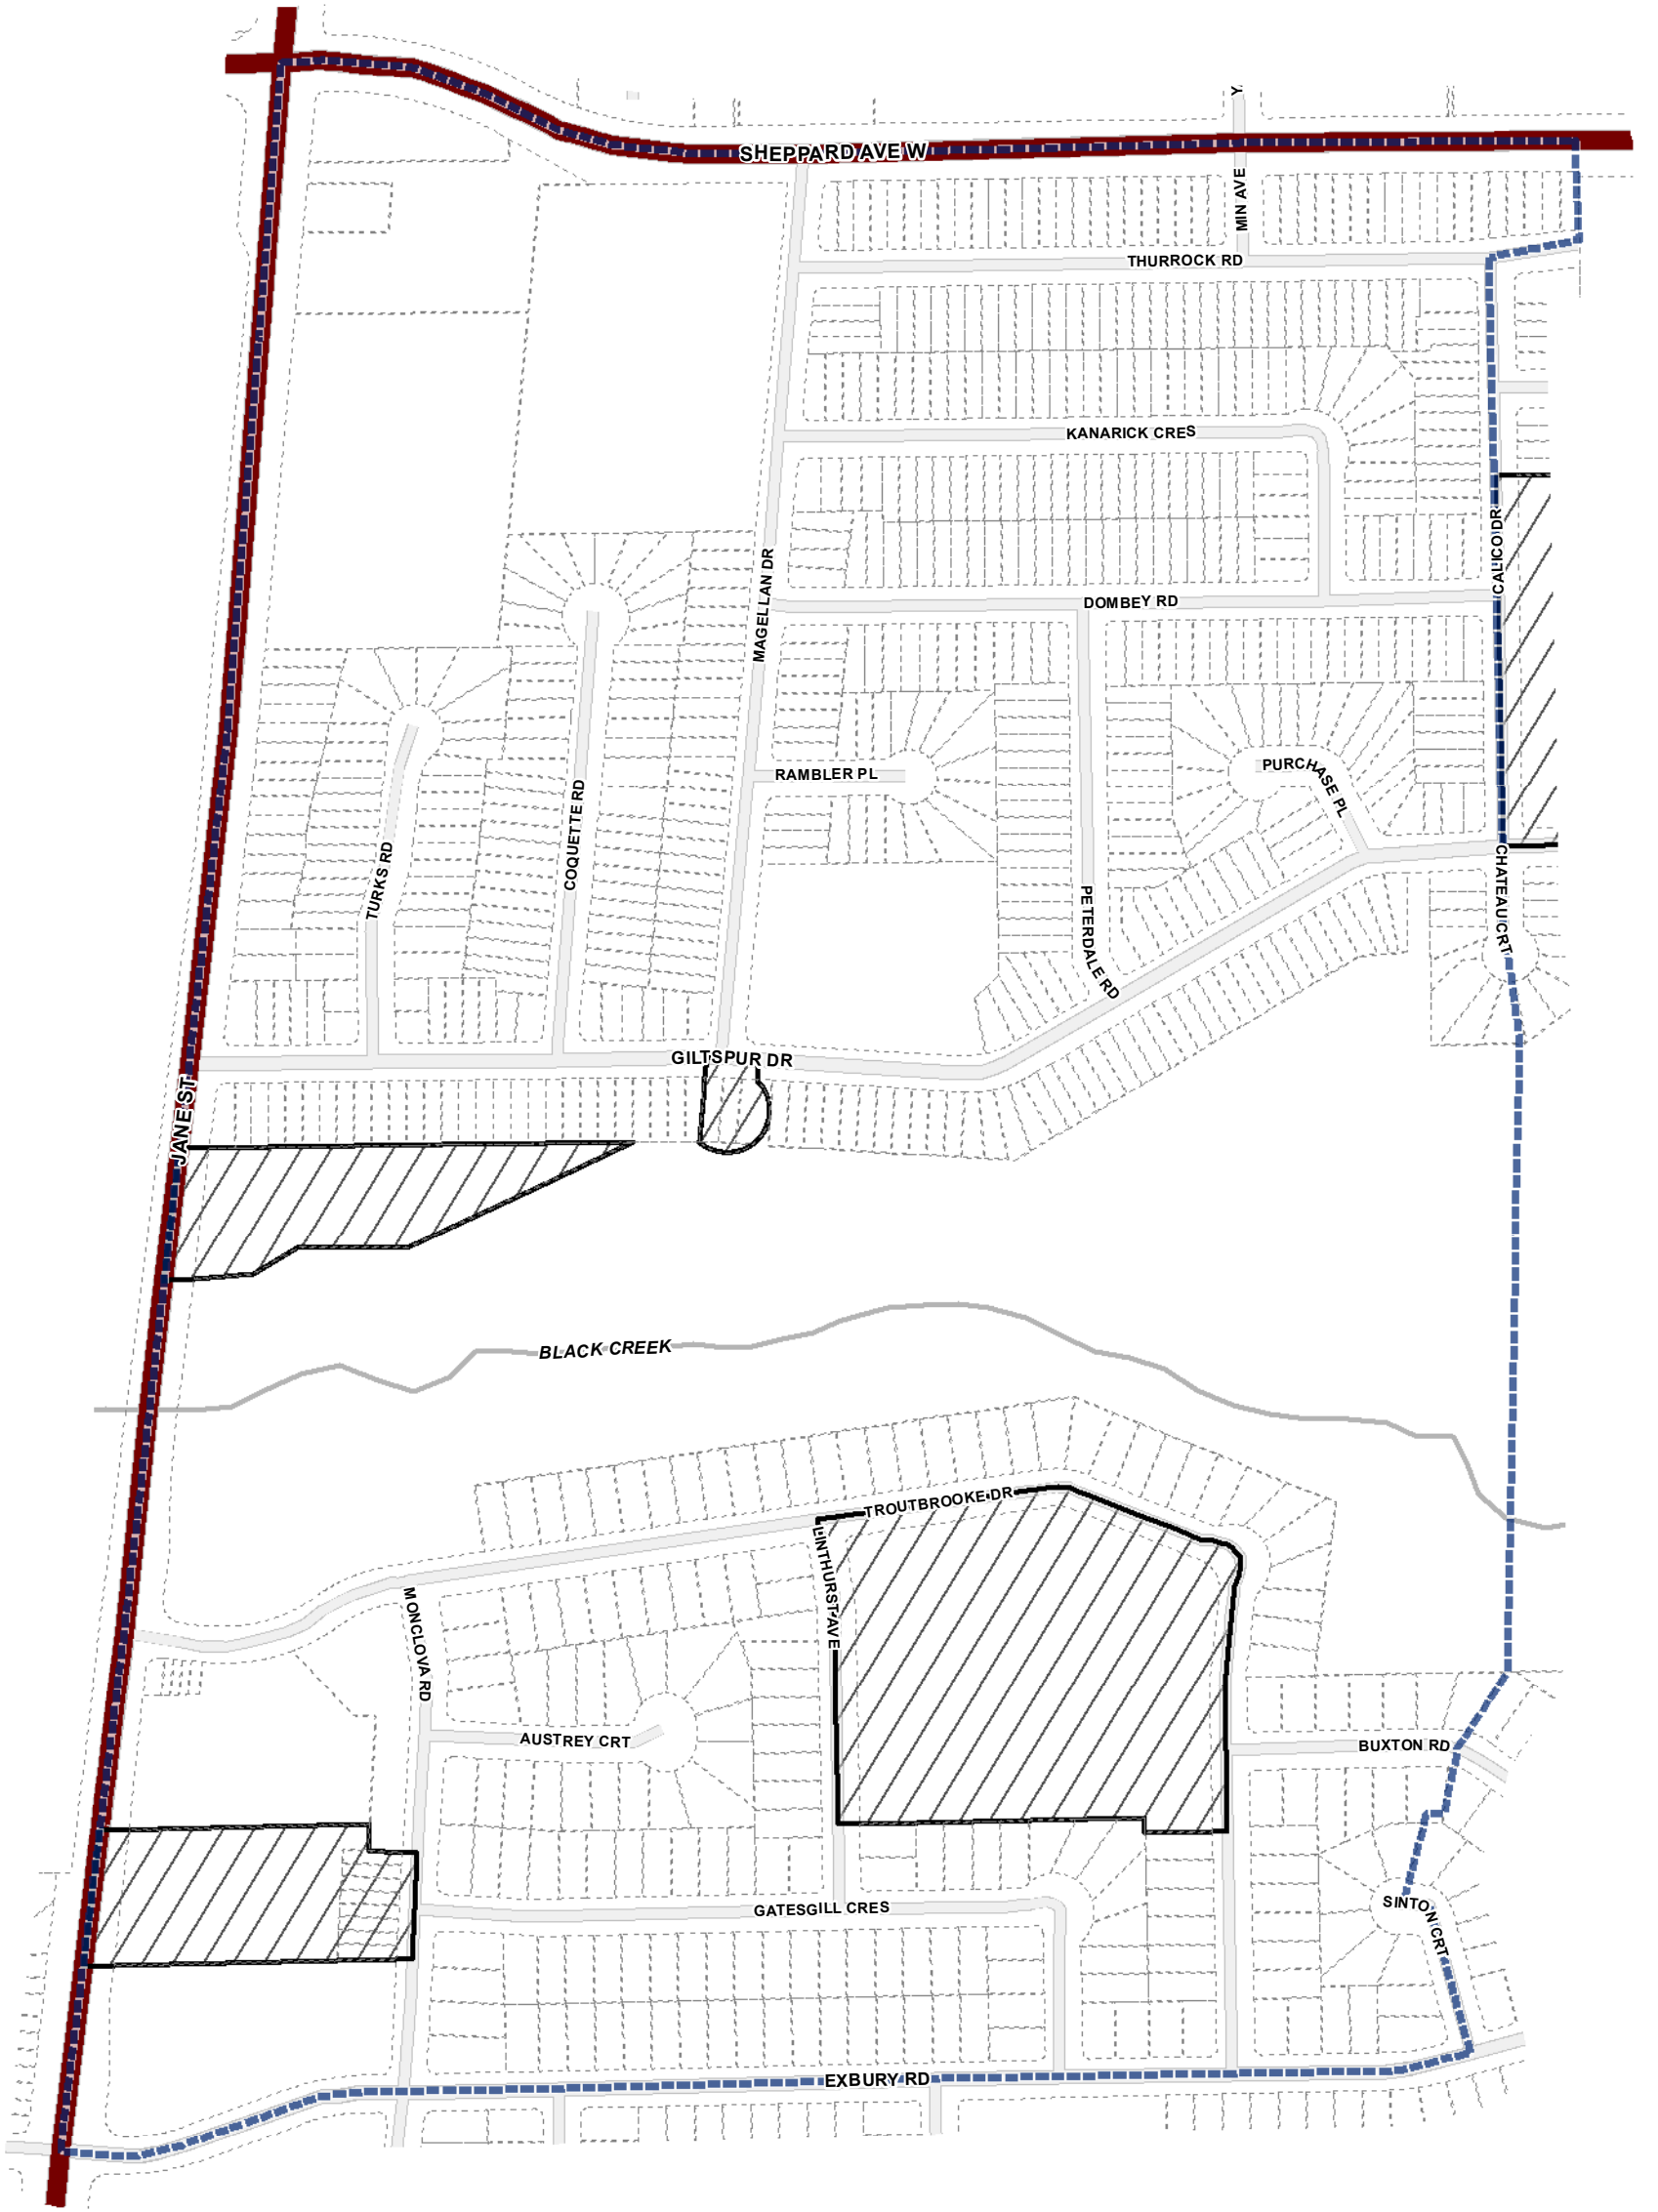 Y
SHEPPARD AVE W
MIN AVE
THURROCK RD
KANARICK CRES
CALICO DR
MAGELLAN DR
DOMBEY RD
RAMBLER PL
PURCHASE PL
COQUETTE RD
TURKS RD
CHATEAU CRT
PETERDALE RD
GILTSPUR DR
JANE ST
BLACK CREEK
TROUTBROOKE DR
LINTHURST AVE
MONCLOVA RD
AUSTREY CRT
BUXTON RD
SINTON CRT
GATESGILL CRES
EXBURY RD